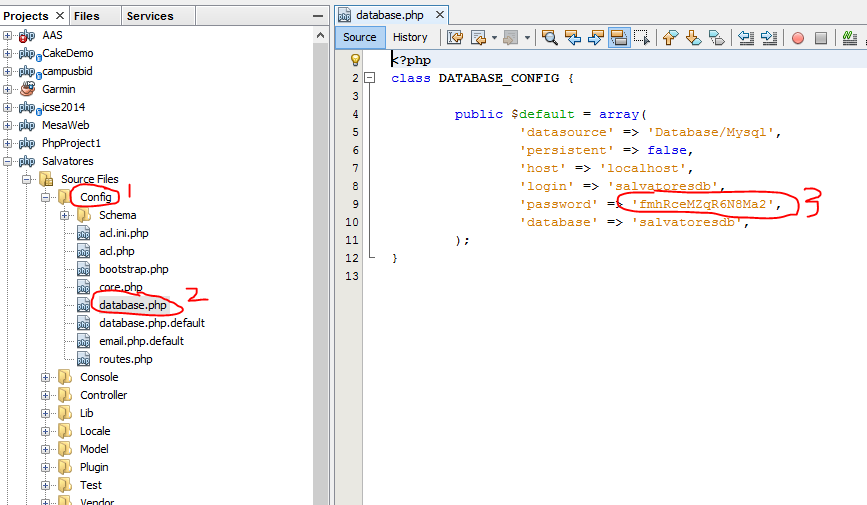 Projects × Files Services
AAS
CakeDemo
campusbid
Garmin
icse2014
MesaWeb
PhpProject1
Salvatores
Source Files
Config 1
Schema
acl.ini.php
acl.php
bootstrap.php
core.php
database.php 2
database.php.default
email.php.default
routes.php
Console
Controller
Lib
Locale
Model
Plugin
Test
Vendor
database.php ×
Source History
<?php
2 class DATABASE_CONFIG {
3
4 public $default = array(
5 'datasource' => 'Database/Mysql',
6 'persistent' => false,
7 'host' => 'localhost',
8 'login' => 'salvatoresdb',
9 'password' => 'fmhRceMZqR6N8Ma2', 3
10 'database' => 'salvatoresdb',
11 );
12 }
13